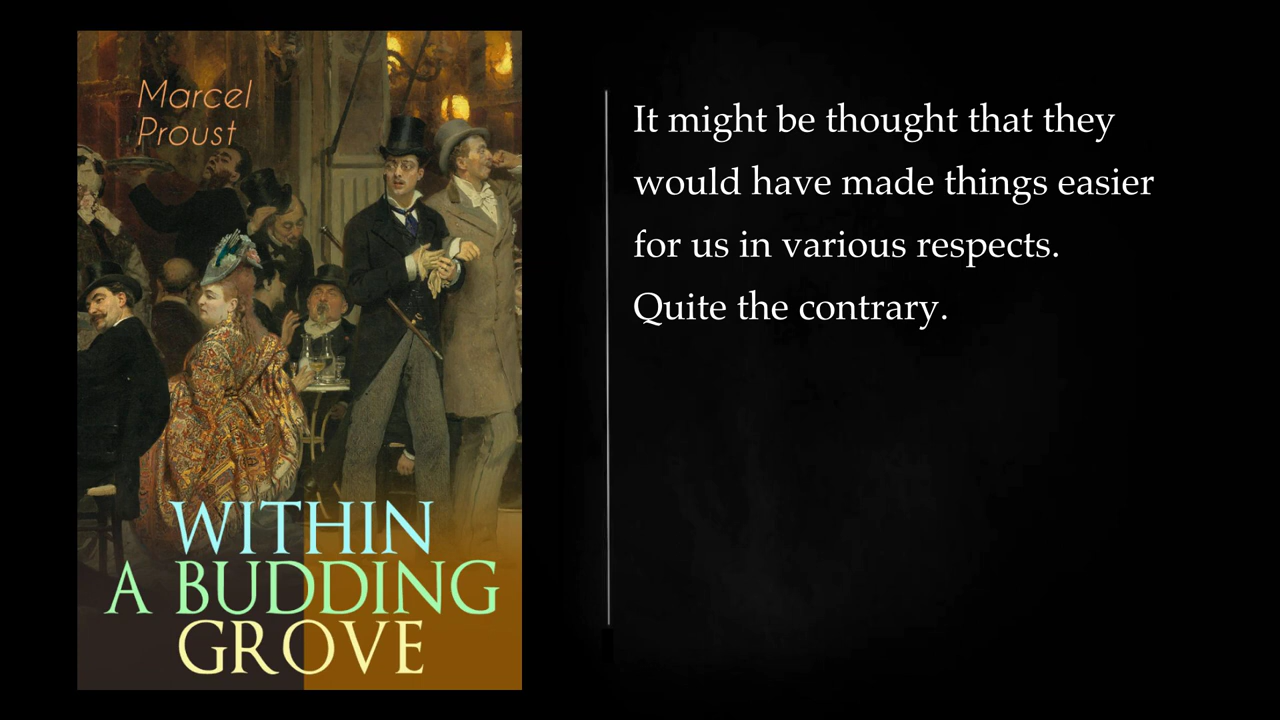 Marcel
Proust
WITHIN
A BUDDING
GROVE
It might be thought that they
would have made things easier
for us in various respects.
Quite the contrary.